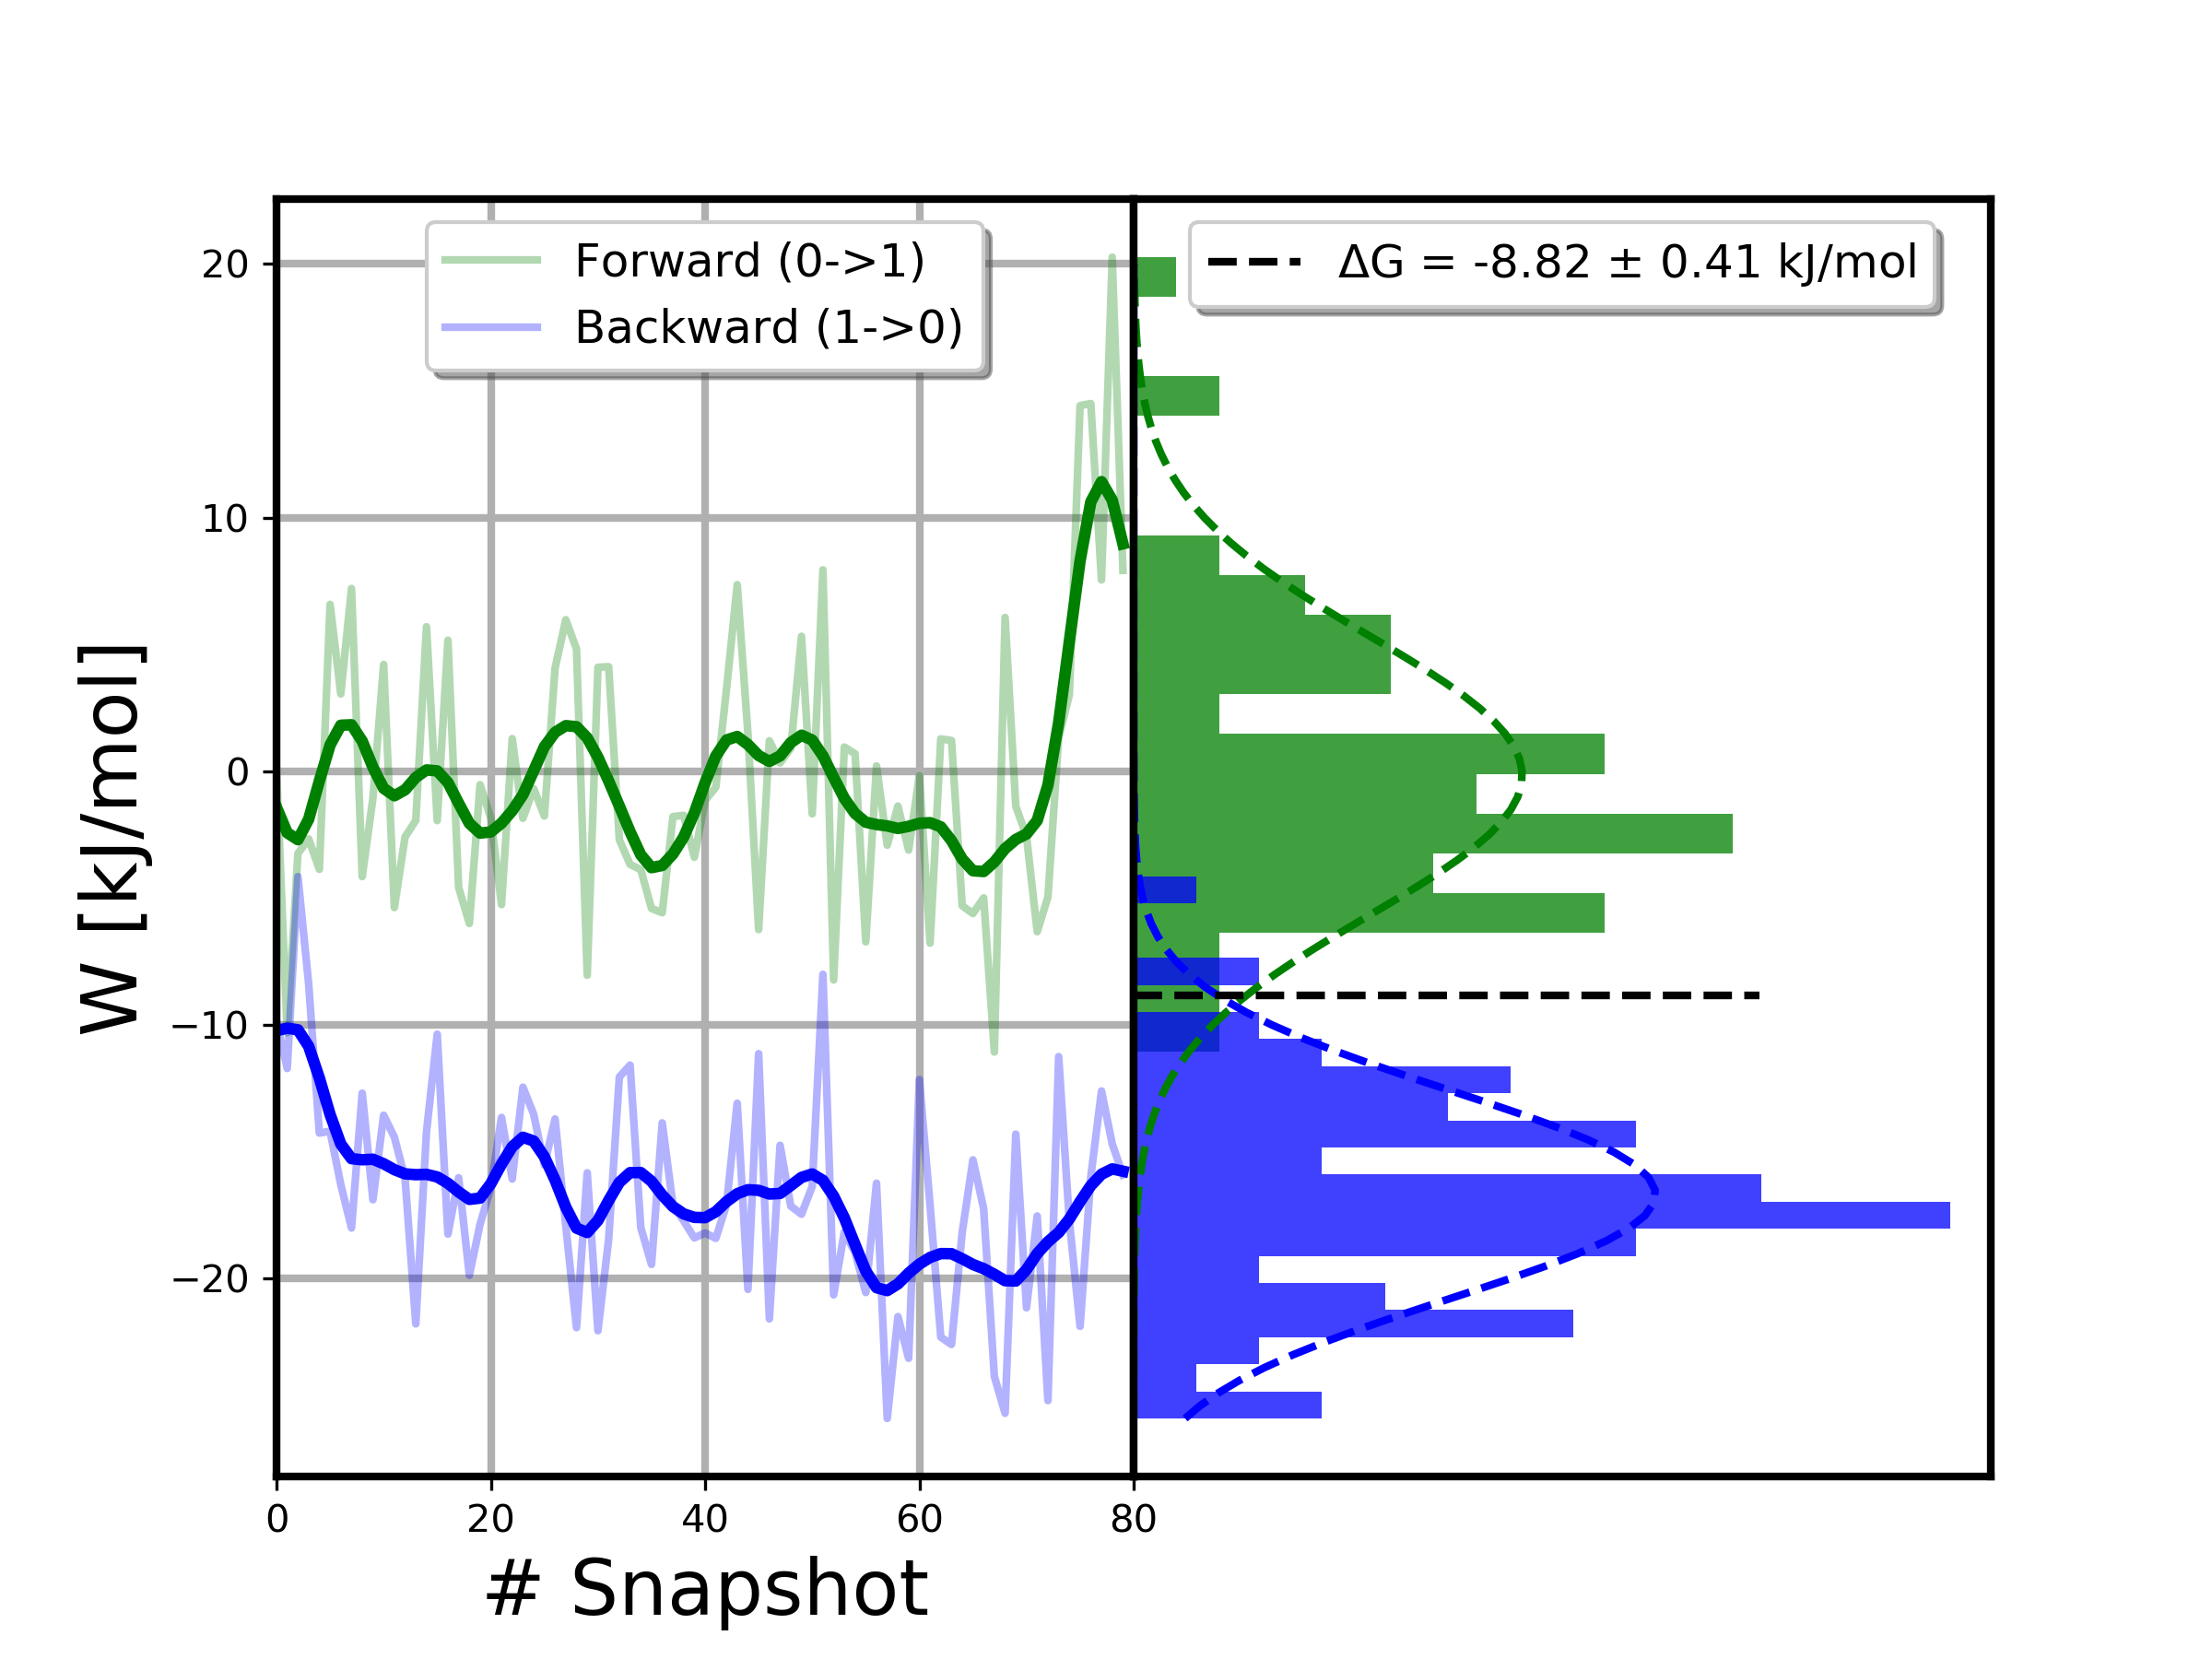 Forward (0->1)
Backward (1->0)
ΔG = -8.82 ± 0.41 kJ/mol
20
10
0
−10
−20
W [kJ/mol]
0
20
40
60
80
# Snapshot